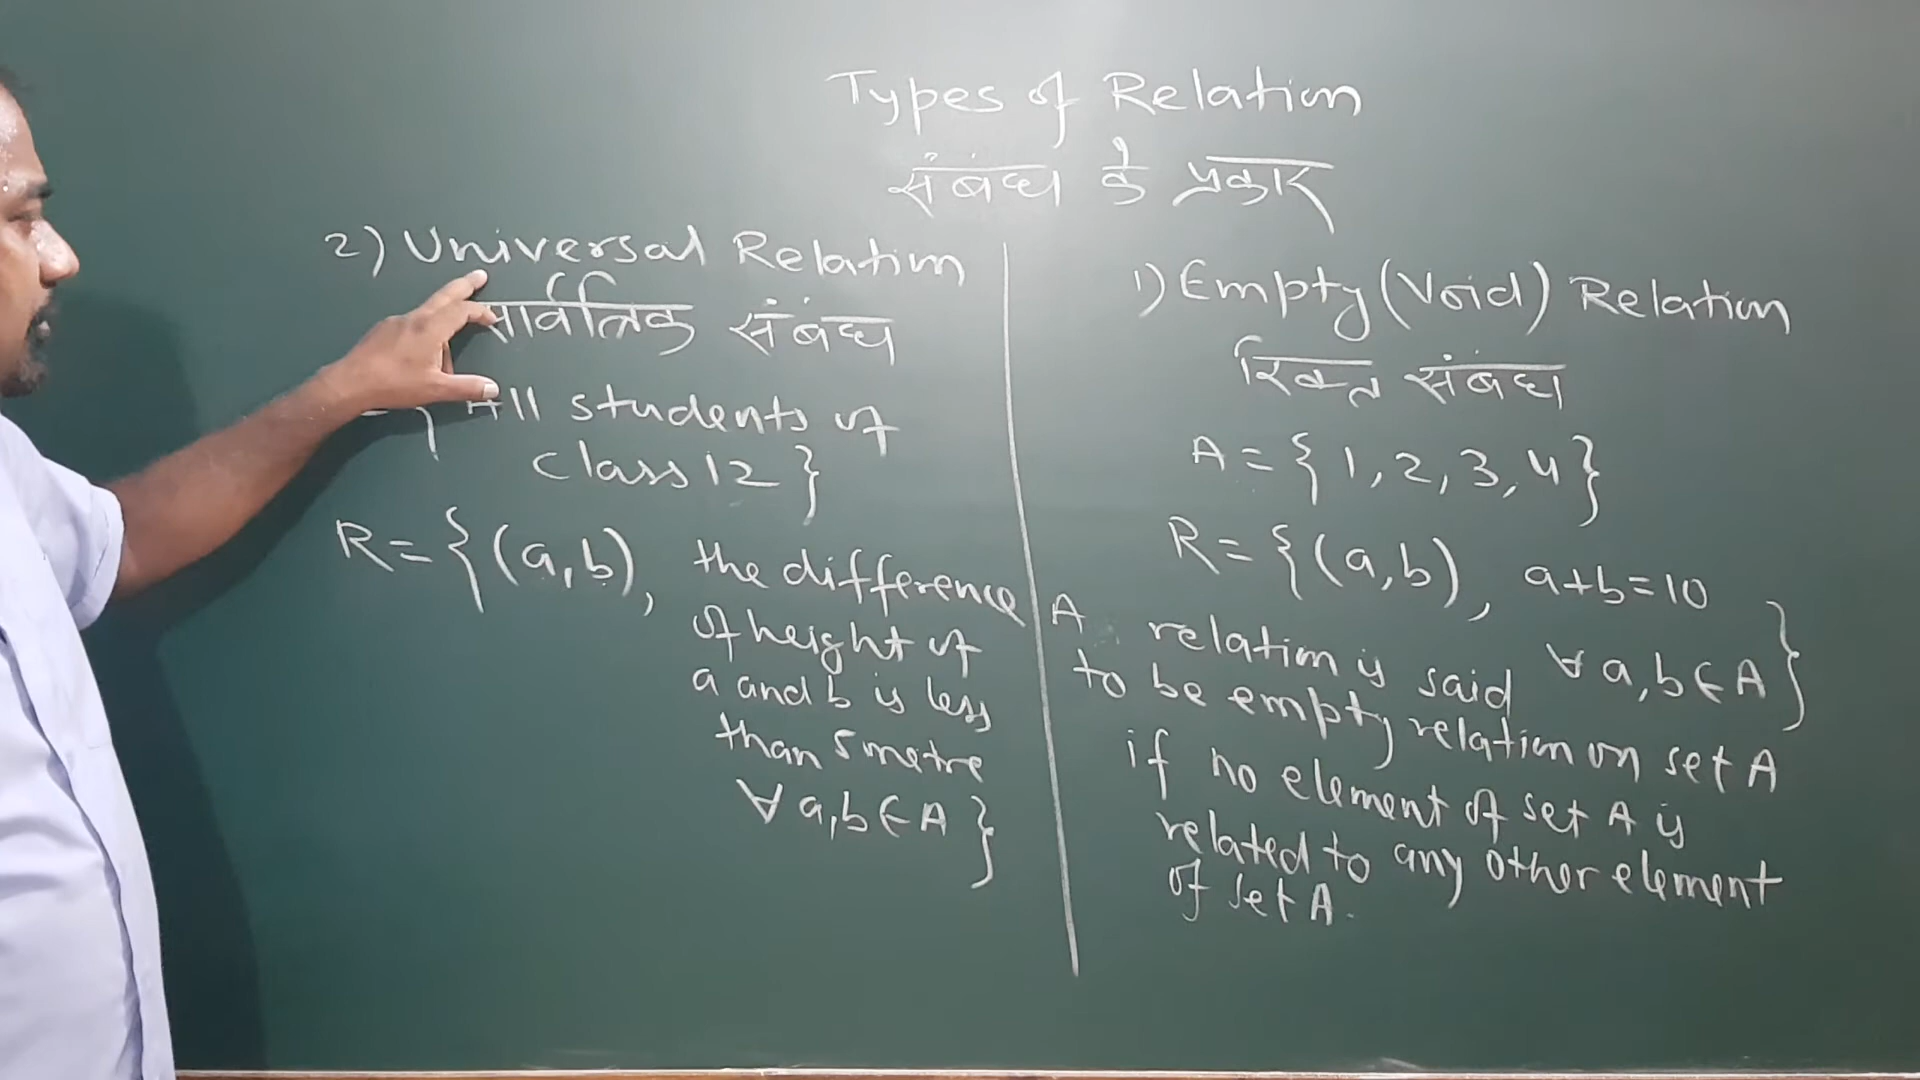 Types of Relation
संबंध के प्रकार
1) Empty (Void) Relation
रिक्त संबंध
A = { 1, 2, 3, 4 }
R = { (a, b), a+b=10
∀ a, b ∈ A }
A relation is said
to be empty relation on set A
if no element of set A is
related to any other element
of set A.
2) Universal Relation
सार्वत्रिक संबंध
= { All students of
class 12 }
R = { (a, b), the difference
of height of
a and b is less
than 5 metre
∀ a, b ∈ A }